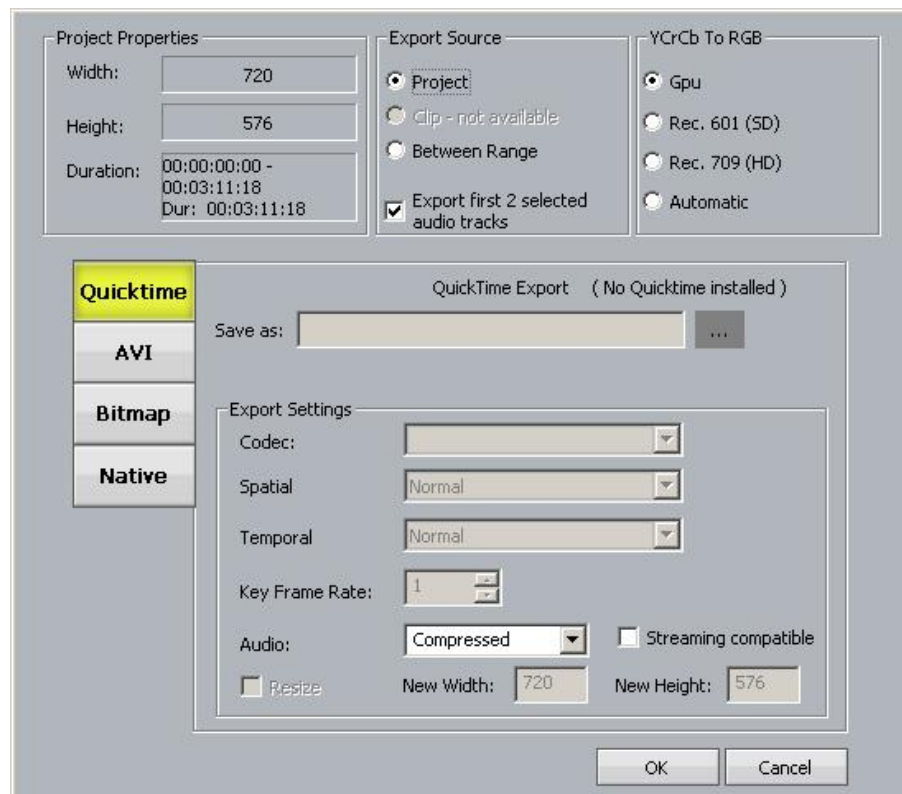 Project Properties
Width: 720
Height: 576
Duration: 00:00:00:00 -
00:03:11:18
Dur: 00:03:11:18
Export Source
Project
Clip - not available
Between Range
Export first 2 selected
audio tracks
YCrCb To RGB
Gpu
Rec. 601 (SD)
Rec. 709 (HD)
Automatic
Quicktime
AVI
Bitmap
Native
QuickTime Export ( No Quicktime installed )
Save as: ...
Export Settings
Codec:
Spatial Normal
Temporal Normal
Key Frame Rate: 1
Audio: Compressed Streaming compatible
Resize New Width: 720 New Height: 576
OK Cancel